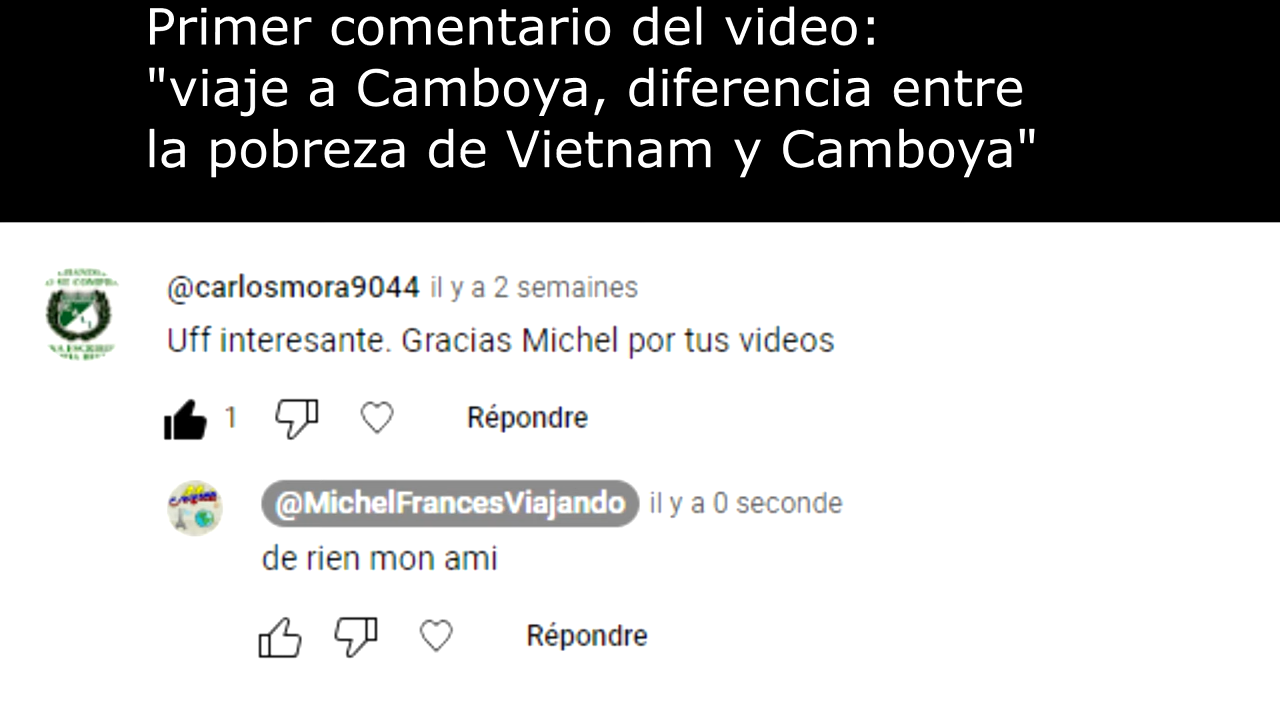 Primer comentario del video:
"viaje a Camboya, diferencia entre
la pobreza de Vietnam y Camboya"
@carlosmora9044 il y a 2 semaines
Uff interesante. Gracias Michel por tus videos
1 Répondre
@MichelFrancesViajando il y a 0 seconde
de rien mon ami
Répondre